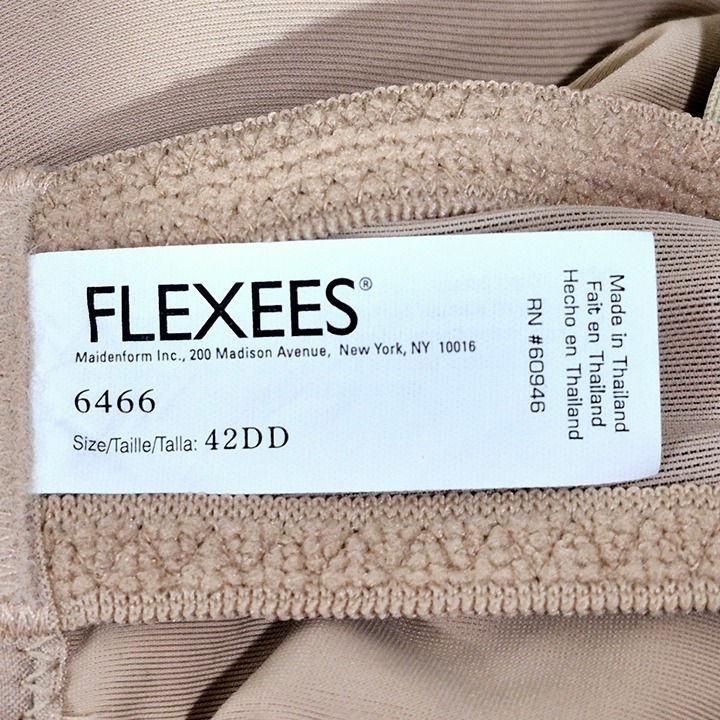 FLEXEES®
Maidenform Inc., 200 Madison Avenue, New York, NY 10016
6466
Size/Taille/Talla: 42DD
RN #60946
Made in Thailand
Fait en Thailand
Hecho en Thailand